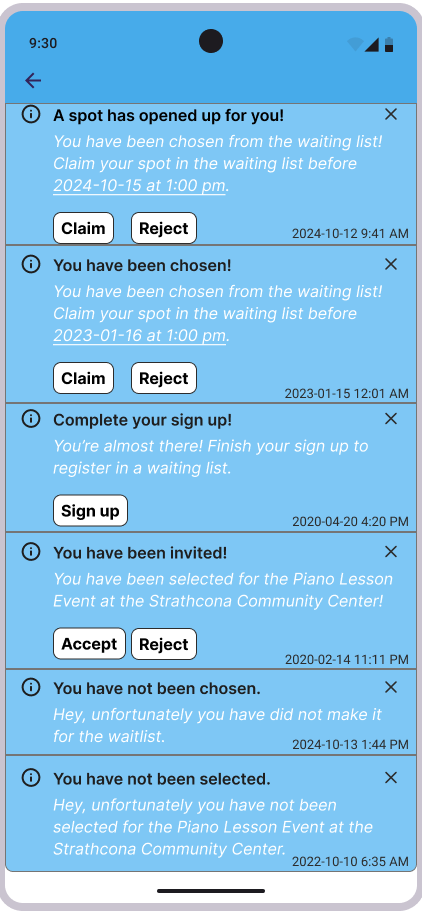 9:30
A spot has opened up for you!
You have been chosen from the waiting list!
Claim your spot in the waiting list before
2024-10-15 at 1:00 pm.
Claim Reject
2024-10-12 9:41 AM
You have been chosen!
You have been chosen from the waiting list!
Claim your spot in the waiting list before
2023-01-16 at 1:00 pm.
Claim Reject
2023-01-15 12:01 AM
Complete your sign up!
You're almost there! Finish your sign up to
register in a waiting list.
Sign up
2020-04-20 4:20 PM
You have been invited!
You have been selected for the Piano Lesson
Event at the Strathcona Community Center!
Accept Reject
2020-02-14 11:11 PM
You have not been chosen.
Hey, unfortunately you have did not make it
for the waitlist.
2024-10-13 1:44 PM
You have not been selected.
Hey, unfortunately you have not been
selected for the Piano Lesson Event at the
Strathcona Community Center.
2022-10-10 6:35 AM